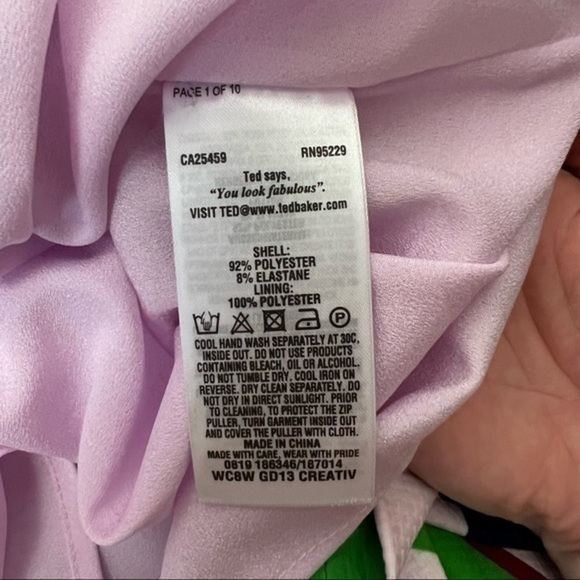 PAGE 1 OF 10
CA25459 RN95229
Ted says,
"You look fabulous".
VISIT TED@www.tedbaker.com
SHELL:
92% POLYESTER
8% ELASTANE
LINING:
100% POLYESTER
P
COOL HAND WASH SEPARATELY AT 30C,
INSIDE OUT. DO NOT USE PRODUCTS
CONTAINING BLEACH, OIL OR ALCOHOL.
DO NOT TUMBLE DRY. COOL IRON ON
REVERSE. DRY CLEAN SEPARATELY. DO
NOT DRY IN DIRECT SUNLIGHT. PRIOR
TO CLEANING, TO PROTECT THE ZIP
PULLER, TURN GARMENT INSIDE OUT
AND COVER THE PULLER WITH CLOTH.
MADE IN CHINA
MADE WITH CARE, WEAR WITH PRIDE
0819 186346/187014
WC8W GD13 CREATIV